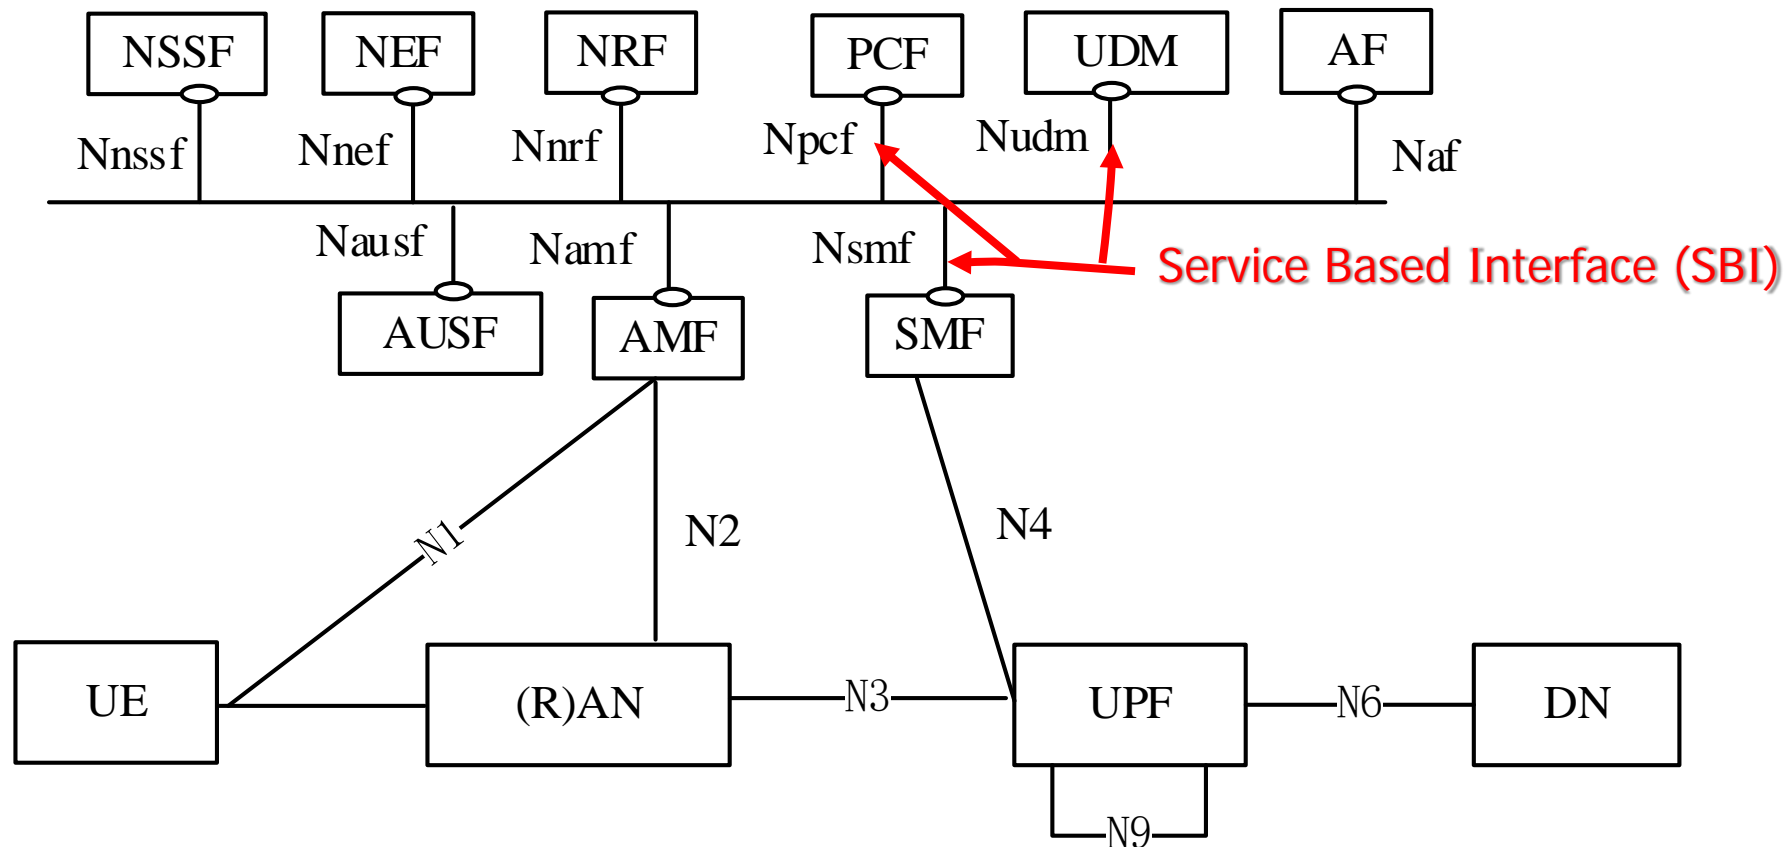 NSSF
NEF
NRF
PCF
UDM
AF
Nnssf
Nnef
Nnrf
Npcf
Nudm
Naf
Nausf
Namf
Nsmf
Service Based Interface (SBI)
AUSF
AMF
SMF
N1
N2
N4
UE
(R)AN
N3
UPF
N6
DN
N9